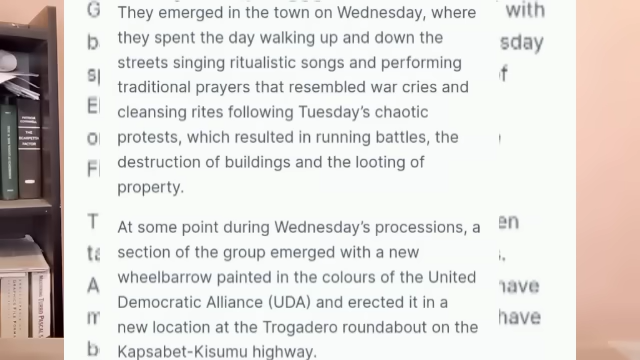 They emerged in the town on Wednesday, where
they spent the day walking up and down the
streets singing ritualistic songs and performing
traditional prayers that resembled war cries and
cleansing rites following Tuesday’s chaotic
protests, which resulted in running battles, the
destruction of buildings and the looting of
property.
At some point during Wednesday’s processions, a
section of the group emerged with a new
wheelbarrow painted in the colours of the United
Democratic Alliance (UDA) and erected it in a
new location at the Trogadero roundabout on the
Kapsabet-Kisumu highway.
with